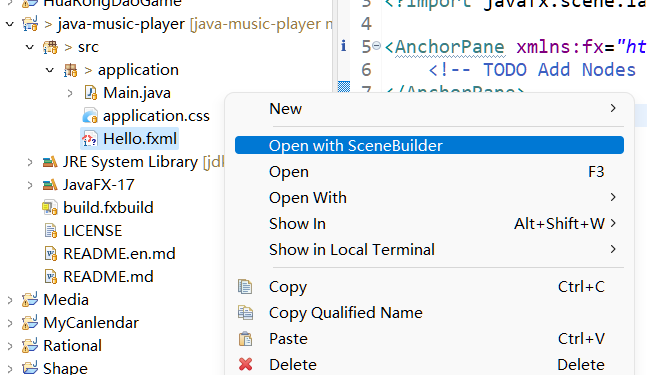 HuaRongDaoGame
> java-music-player [java-music-player m
> src
> application
Main.java
application.css
Hello.fxml
JRE System Library [jdk
JavaFX-17
build.fxbuild
LICENSE
README.en.md
README.md
Media
MyCanlendar
Rational
Shape
3 <?import javafx.scene.la
4
5 <AnchorPane xmlns:fx="ht
6 <!-- TODO Add Nodes
7 </AnchorPane>
New
Open with SceneBuilder
Open F3
Open With
Show In Alt+Shift+W
Show in Local Terminal
Copy Ctrl+C
Copy Qualified Name
Paste Ctrl+V
Delete Delete